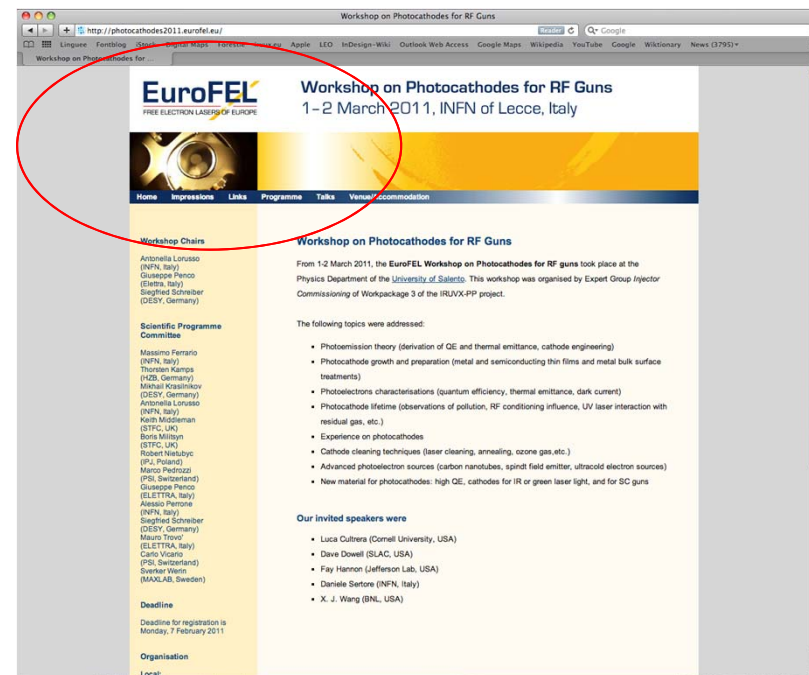 Workshop on Photocathodes for RF Guns
http://photocathodes2011.eurofel.eu/
Reader
Google
Linguee Fontblog iStock Digital Maps Forestle Apple LEO InDesign-Wiki Outlook Web Access Google Maps Wikipedia YouTube Google Wiktionary News (3795)
Workshop on Photocathodes for ...
EuroFEL
FREE ELECTRON LASERS OF EUROPE
Workshop on Photocathodes for RF Guns
1–2 March 2011, INFN of Lecce, Italy
Home Impressions Links Programme Talks Venue/Accommodation
Workshop Chairs
Antonella Lorusso
(INFN, Italy)
Giuseppe Penco
(Elettra, Italy)
Siegfried Schreiber
(DESY, Germany)
Scientific Programme
Committee
Massimo Ferrario
(INFN, Italy)
Thorsten Kamps
(HZB, Germany)
Mikhail Krasilnikov
(DESY, Germany)
Antonella Lorusso
(INFN, Italy)
Keith Middleman
(STFC, UK)
Boris Militsyn
(STFC, UK)
Robert Nietubyc
(IPJ, Poland)
Marco Pedrozzi
(PSI, Switzerland)
Giuseppe Penco
(ELETTRA, Italy)
Alessio Perrone
(INFN, Italy)
Siegfried Schreiber
(DESY, Germany)
Mauro Trovo'
(ELETTRA, Italy)
Carlo Vicario
(PSI, Switzerland)
Sverker Werin
(MAXLAB, Sweden)
Deadline
Deadline for registration is
Monday, 7 February 2011
Organisation
Local:
Workshop on Photocathodes for RF Guns
From 1-2 March 2011, the EuroFEL Workshop on Photocathodes for RF guns took place at the
Physics Department of the University of Salento. This workshop was organised by Expert Group Injector
Commissioning of Workpackage 3 of the IRUVX-PP project.
The following topics were addressed:
▪ Photoemission theory (derivation of QE and thermal emittance, cathode engineering)
▪ Photocathode growth and preparation (metal and semiconducting thin films and metal bulk surface
treatments)
▪ Photoelectrons characterisations (quantum efficiency, thermal emittance, dark current)
▪ Photocathode lifetime (observations of pollution, RF conditioning influence, UV laser interaction with
residual gas, etc.)
▪ Experience on photocathodes
▪ Cathode cleaning techniques (laser cleaning, annealing, ozone gas,etc.)
▪ Advanced photoelectron sources (carbon nanotubes, spindt field emitter, ultracold electron sources)
▪ New material for photocathodes: high QE, cathodes for IR or green laser light, and for SC guns
Our invited speakers were
▪ Luca Cultrera (Cornell University, USA)
▪ Dave Dowell (SLAC, USA)
▪ Fay Hannon (Jefferson Lab, USA)
▪ Daniele Sertore (INFN, Italy)
▪ X. J. Wang (BNL, USA)